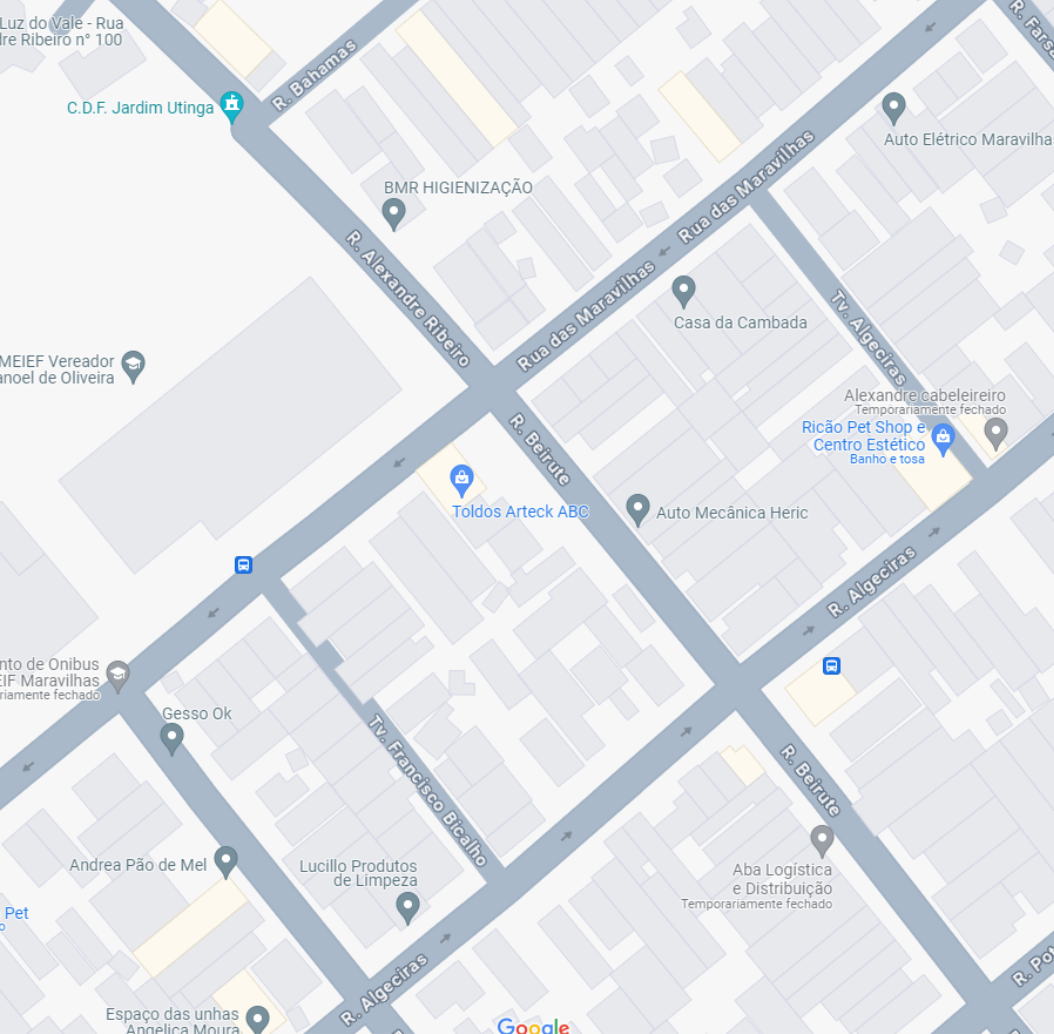 Luz do Vale - Rua
dre Ribeiro n° 100
R. Bahamas
R. Farsa
C.D.F. Jardim Utinga
Auto Elétrico Maravilha
BMR HIGIENIZAÇÃO
Rua das Maravilhas
R. Alexandre Ribeiro
Rua das Maravilhas
Casa da Cambada
Tv. Algeciras
MEIEF Vereador
anoel de Oliveira
Alexandre cabeleireiro
Temporariamente fechado
Ricão Pet Shop e
Centro Estético
Banho e tosa
R. Beirute
Toldos Arteck ABC
Auto Mecânica Heric
R. Algeciras
nto de Onibus
EIF Maravilhas
riamente fechado
Gesso Ok
Tv. Francisco Bicalho
R. Beirute
Andrea Pão de Mel
Lucillo Produtos
de Limpeza
Aba Logística
e Distribuição
Temporariamente fechado
Pet
R. Algeciras
R. Pot
Espaço das unhas
Angelica Moura
Google